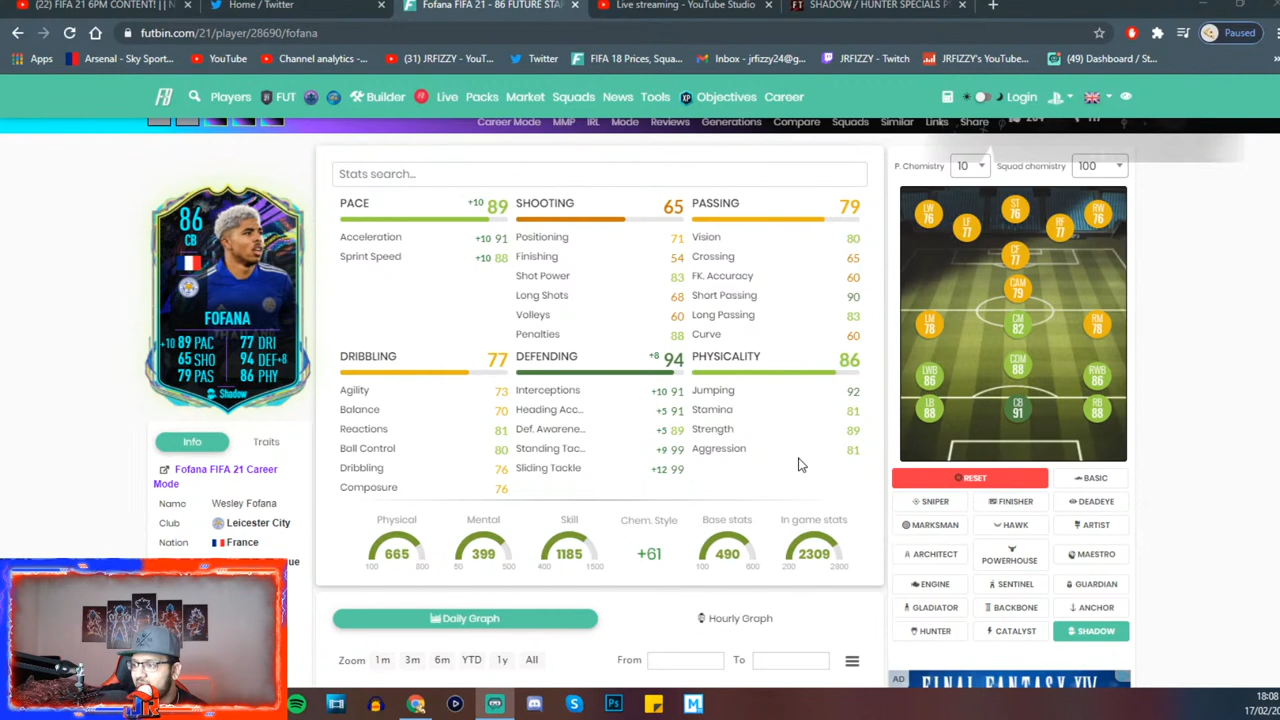 (22) FIFA 21 6PM CONTENT! || N
Home / Twitter
Fofana FIFA 21 - 86 FUTURE STAR
Live streaming - YouTube Studio
SHADOW / HUNTER SPECIALS P
futbin.com/21/player/28690/fofana
Paused
Apps
Arsenal - Sky Sport...
YouTube
Channel analytics -...
(31) JRFIZZY - YouT...
Twitter
FIFA 18 Prices, Squa...
Inbox - jrfizzy24@g...
JRFIZZY - Twitch
JRFIZZY's YouTube...
(49) Dashboard / St...
Players
FUT
Builder
Live
Packs
Market
Squads
News
Tools
XP
Objectives
Career
Login
Career Mode
MMP
IRL
Mode
Reviews
Generations
Compare
Squads
Similar
Links
Share
Stats search...
P. Chemistry
10
Squad chemistry
100
86
CB
FOFANA
+10 89 PAC
77 DRI
65 SHO
94 DEF+8
79 PAS
86 PHY
Shadow
PACE
+10 89
SHOOTING
65
PASSING
79
Acceleration
+10 91
Positioning
71
Vision
80
Sprint Speed
+10 88
Finishing
54
Crossing
65
Shot Power
83
FK. Accuracy
60
Long Shots
68
Short Passing
90
Volleys
60
Long Passing
83
Penalties
88
Curve
60
DRIBBLING
77
DEFENDING
+8 94
PHYSICALITY
86
Agility
73
Interceptions
+10 91
Jumping
92
Balance
70
Heading Acc...
+5 91
Stamina
81
Reactions
81
Def. Awarene...
+5 89
Strength
89
Ball Control
80
Standing Tac...
+9 99
Aggression
81
Dribbling
76
Sliding Tackle
+12 99
Composure
76
Physical
665
100
800
Mental
399
50
500
Skill
1185
400
1500
Chem. Style
+61
Base stats
490
100
600
In game stats
2309
200
2800
Info
Traits
Fofana FIFA 21 Career
Mode
Name
Wesley Fofana
Club
Leicester City
Nation
France
Daily Graph
Hourly Graph
Zoom
1m
3m
6m
YTD
1y
All
From
To
LW
76
ST
76
RW
76
LF
77
RF
77
CF
77
CAM
79
LM
78
CM
82
RM
78
CDM
88
LWB
86
RWB
86
LB
88
CB
91
RB
88
RESET
BASIC
SNIPER
FINISHER
DEADEYE
MARKSMAN
HAWK
ARTIST
ARCHITECT
POWERHOUSE
MAESTRO
ENGINE
SENTINEL
GUARDIAN
GLADIATOR
BACKBONE
ANCHOR
HUNTER
CATALYST
SHADOW
AD
FINAL FANTASY XIV
18:08
17/02/20